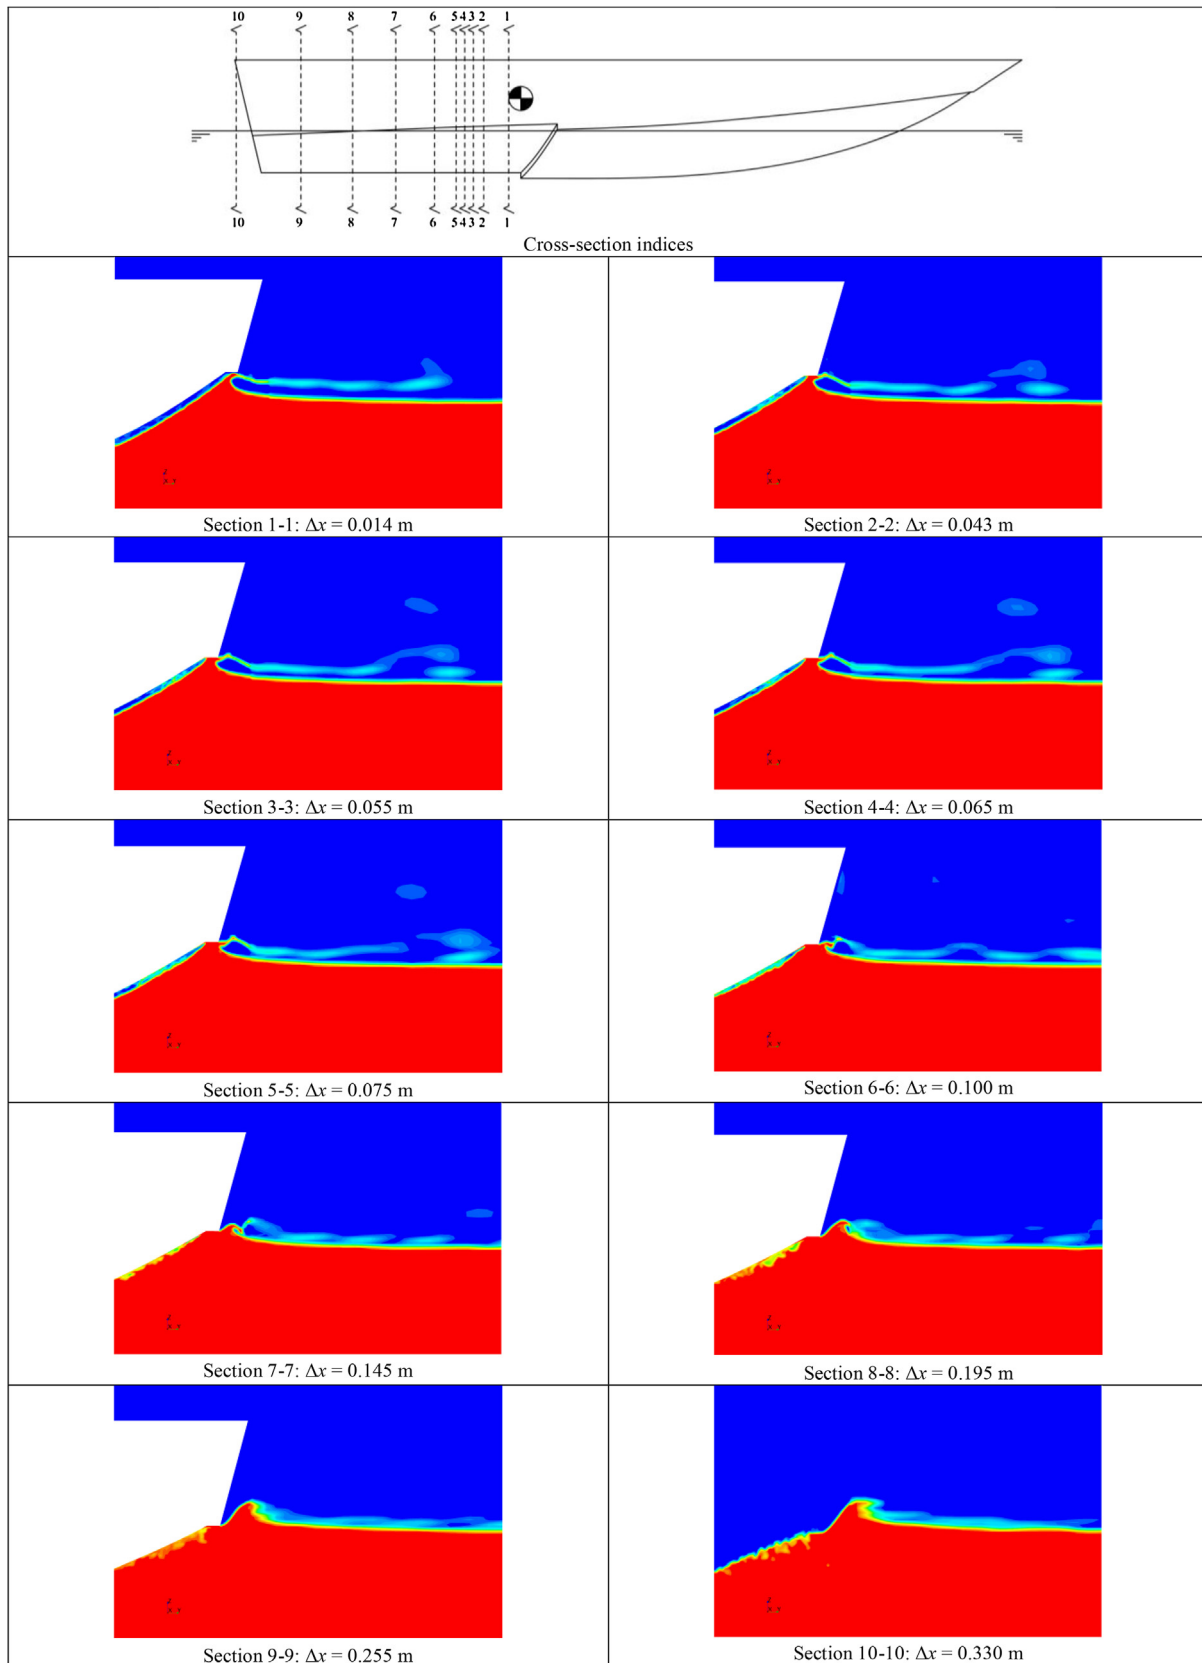 10 9 8 7 6 5 4 3 2 1
10 9 8 7 6 5 4 3 2 1
Cross-section indices
Section 1-1: Δx = 0.014 m
Section 2-2: Δx = 0.043 m
Section 3-3: Δx = 0.055 m
Section 4-4: Δx = 0.065 m
Section 5-5: Δx = 0.075 m
Section 6-6: Δx = 0.100 m
Section 7-7: Δx = 0.145 m
Section 8-8: Δx = 0.195 m
Section 9-9: Δx = 0.255 m
Section 10-10: Δx = 0.330 m